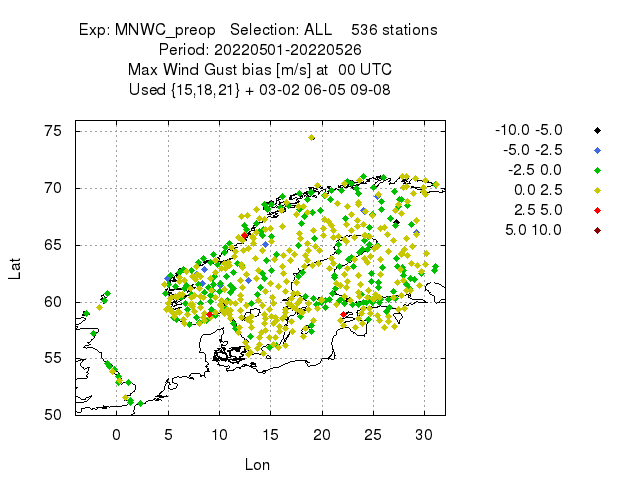 Exp: MNWC_preop   Selection: ALL    536 stations
Period: 20220501-20220526
Max Wind Gust bias [m/s] at  00 UTC
Used {15,18,21} + 03-02 06-05 09-08
-10.0 -5.0
-5.0 -2.5
-2.5 0.0
0.0 2.5
2.5 5.0
5.0 10.0
75
70
65
60
55
50
Lat
0 5 10 15 20 25 30
Lon